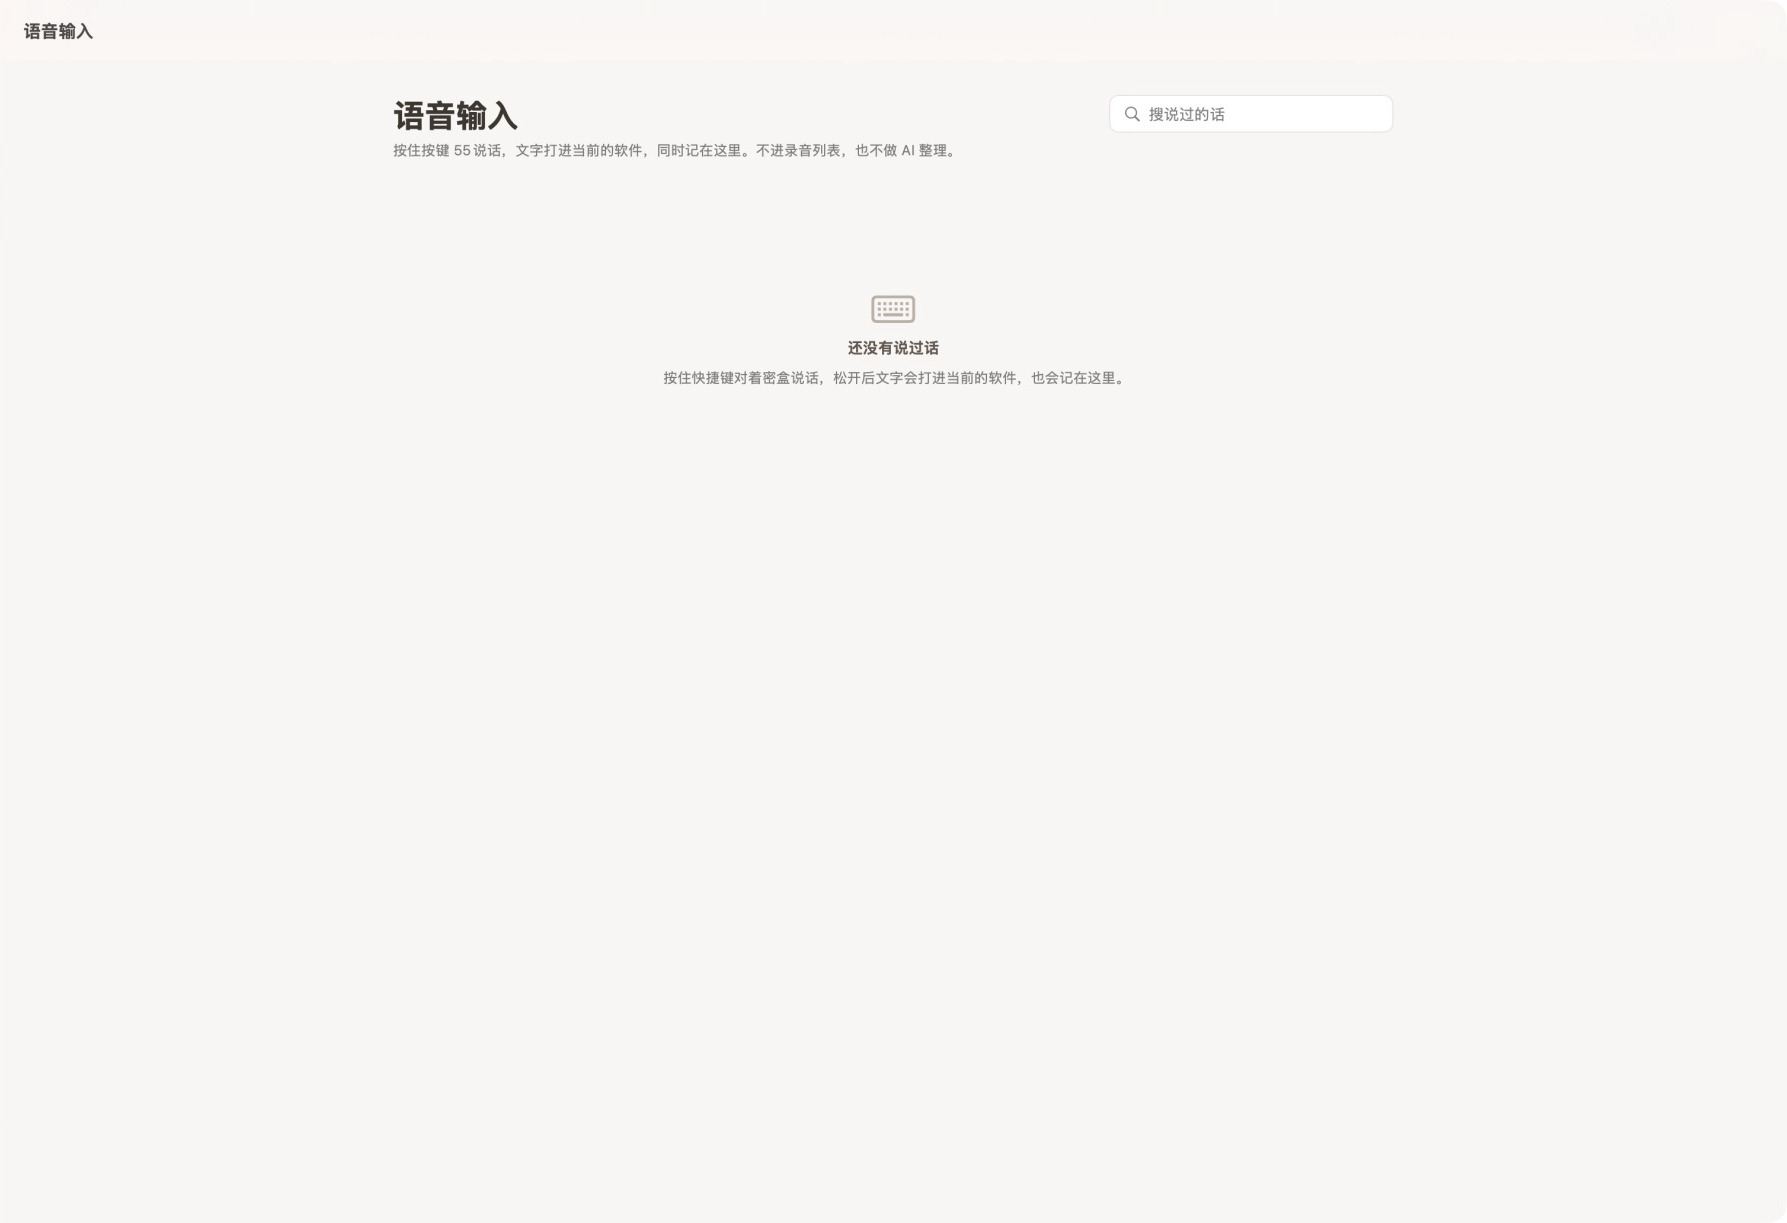 语音输入
语音输入
搜说过的话
按住按键 55 说话，文字打进当前的软件，同时记在这里。不进录音列表，也不做 AI 整理。
还没有说过话
按住快捷键对着密盒说话，松开后文字会打进当前的软件，也会记在这里。